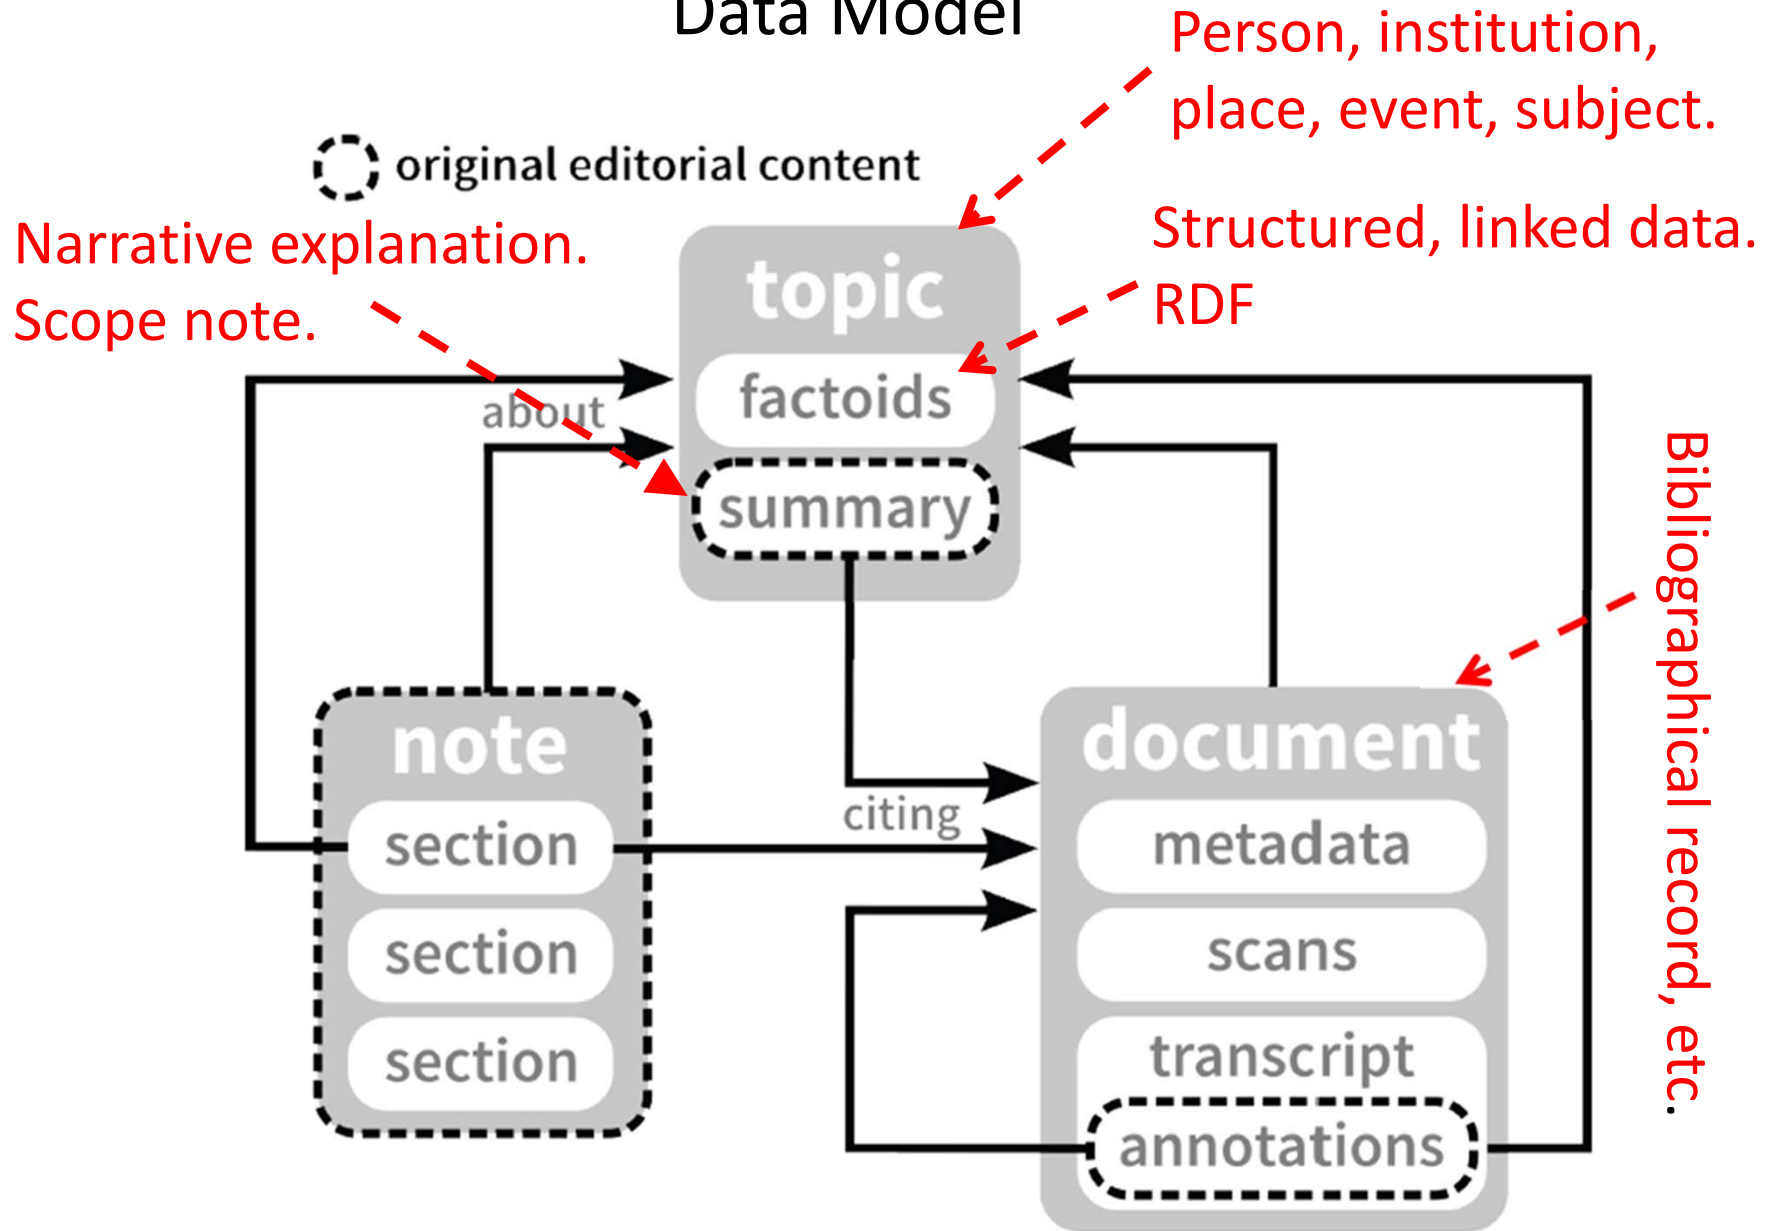 Data Model
Person, institution,
place, event, subject.
original editorial content
Narrative explanation.
Scope note.
Structured, linked data.
RDF
topic
factoids
summary
about
Bibliographical record, etc.
note
section
section
section
citing
document
metadata
scans
transcript
annotations